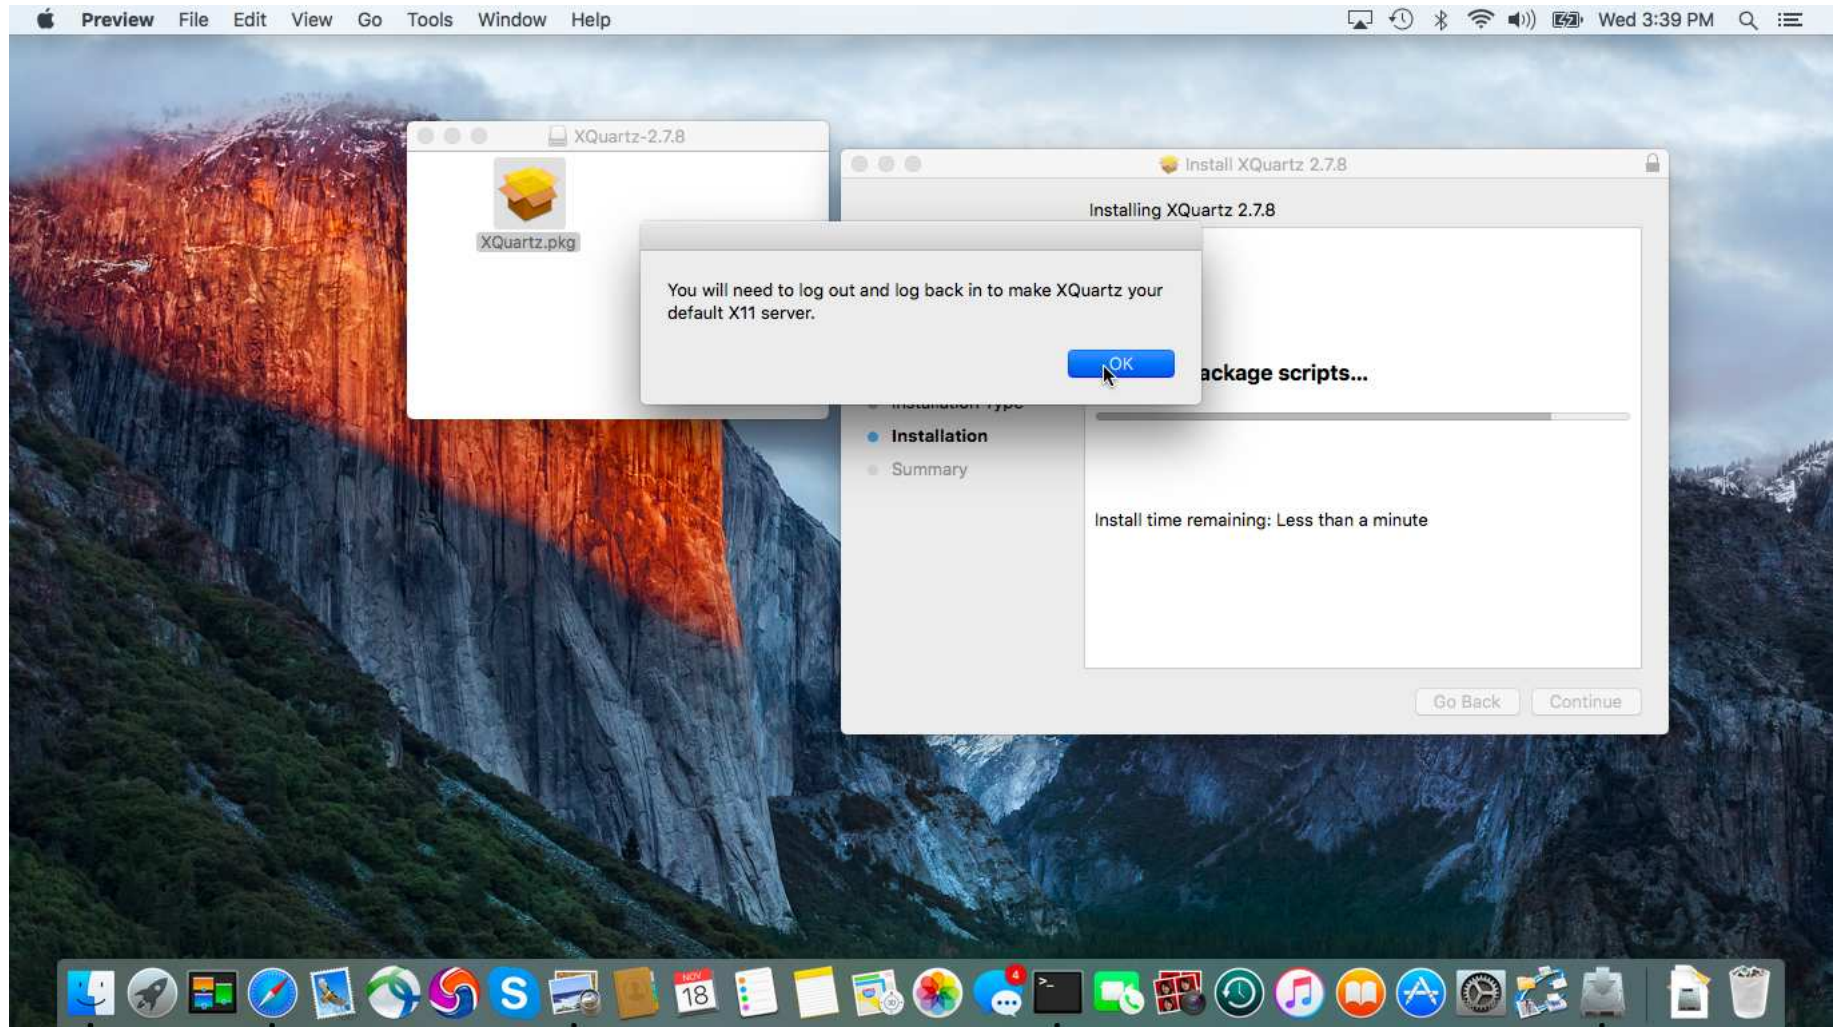 Preview File Edit View Go Tools Window Help
Wed 3:39 PM
XQuartz-2.7.8
XQuartz.pkg
Install XQuartz 2.7.8
Installing XQuartz 2.7.8
You will need to log out and log back in to make XQuartz your
default X11 server.
OK
ackage scripts...
Installation Type
Installation
Summary
Install time remaining: Less than a minute
Go Back Continue
NOV
18
4